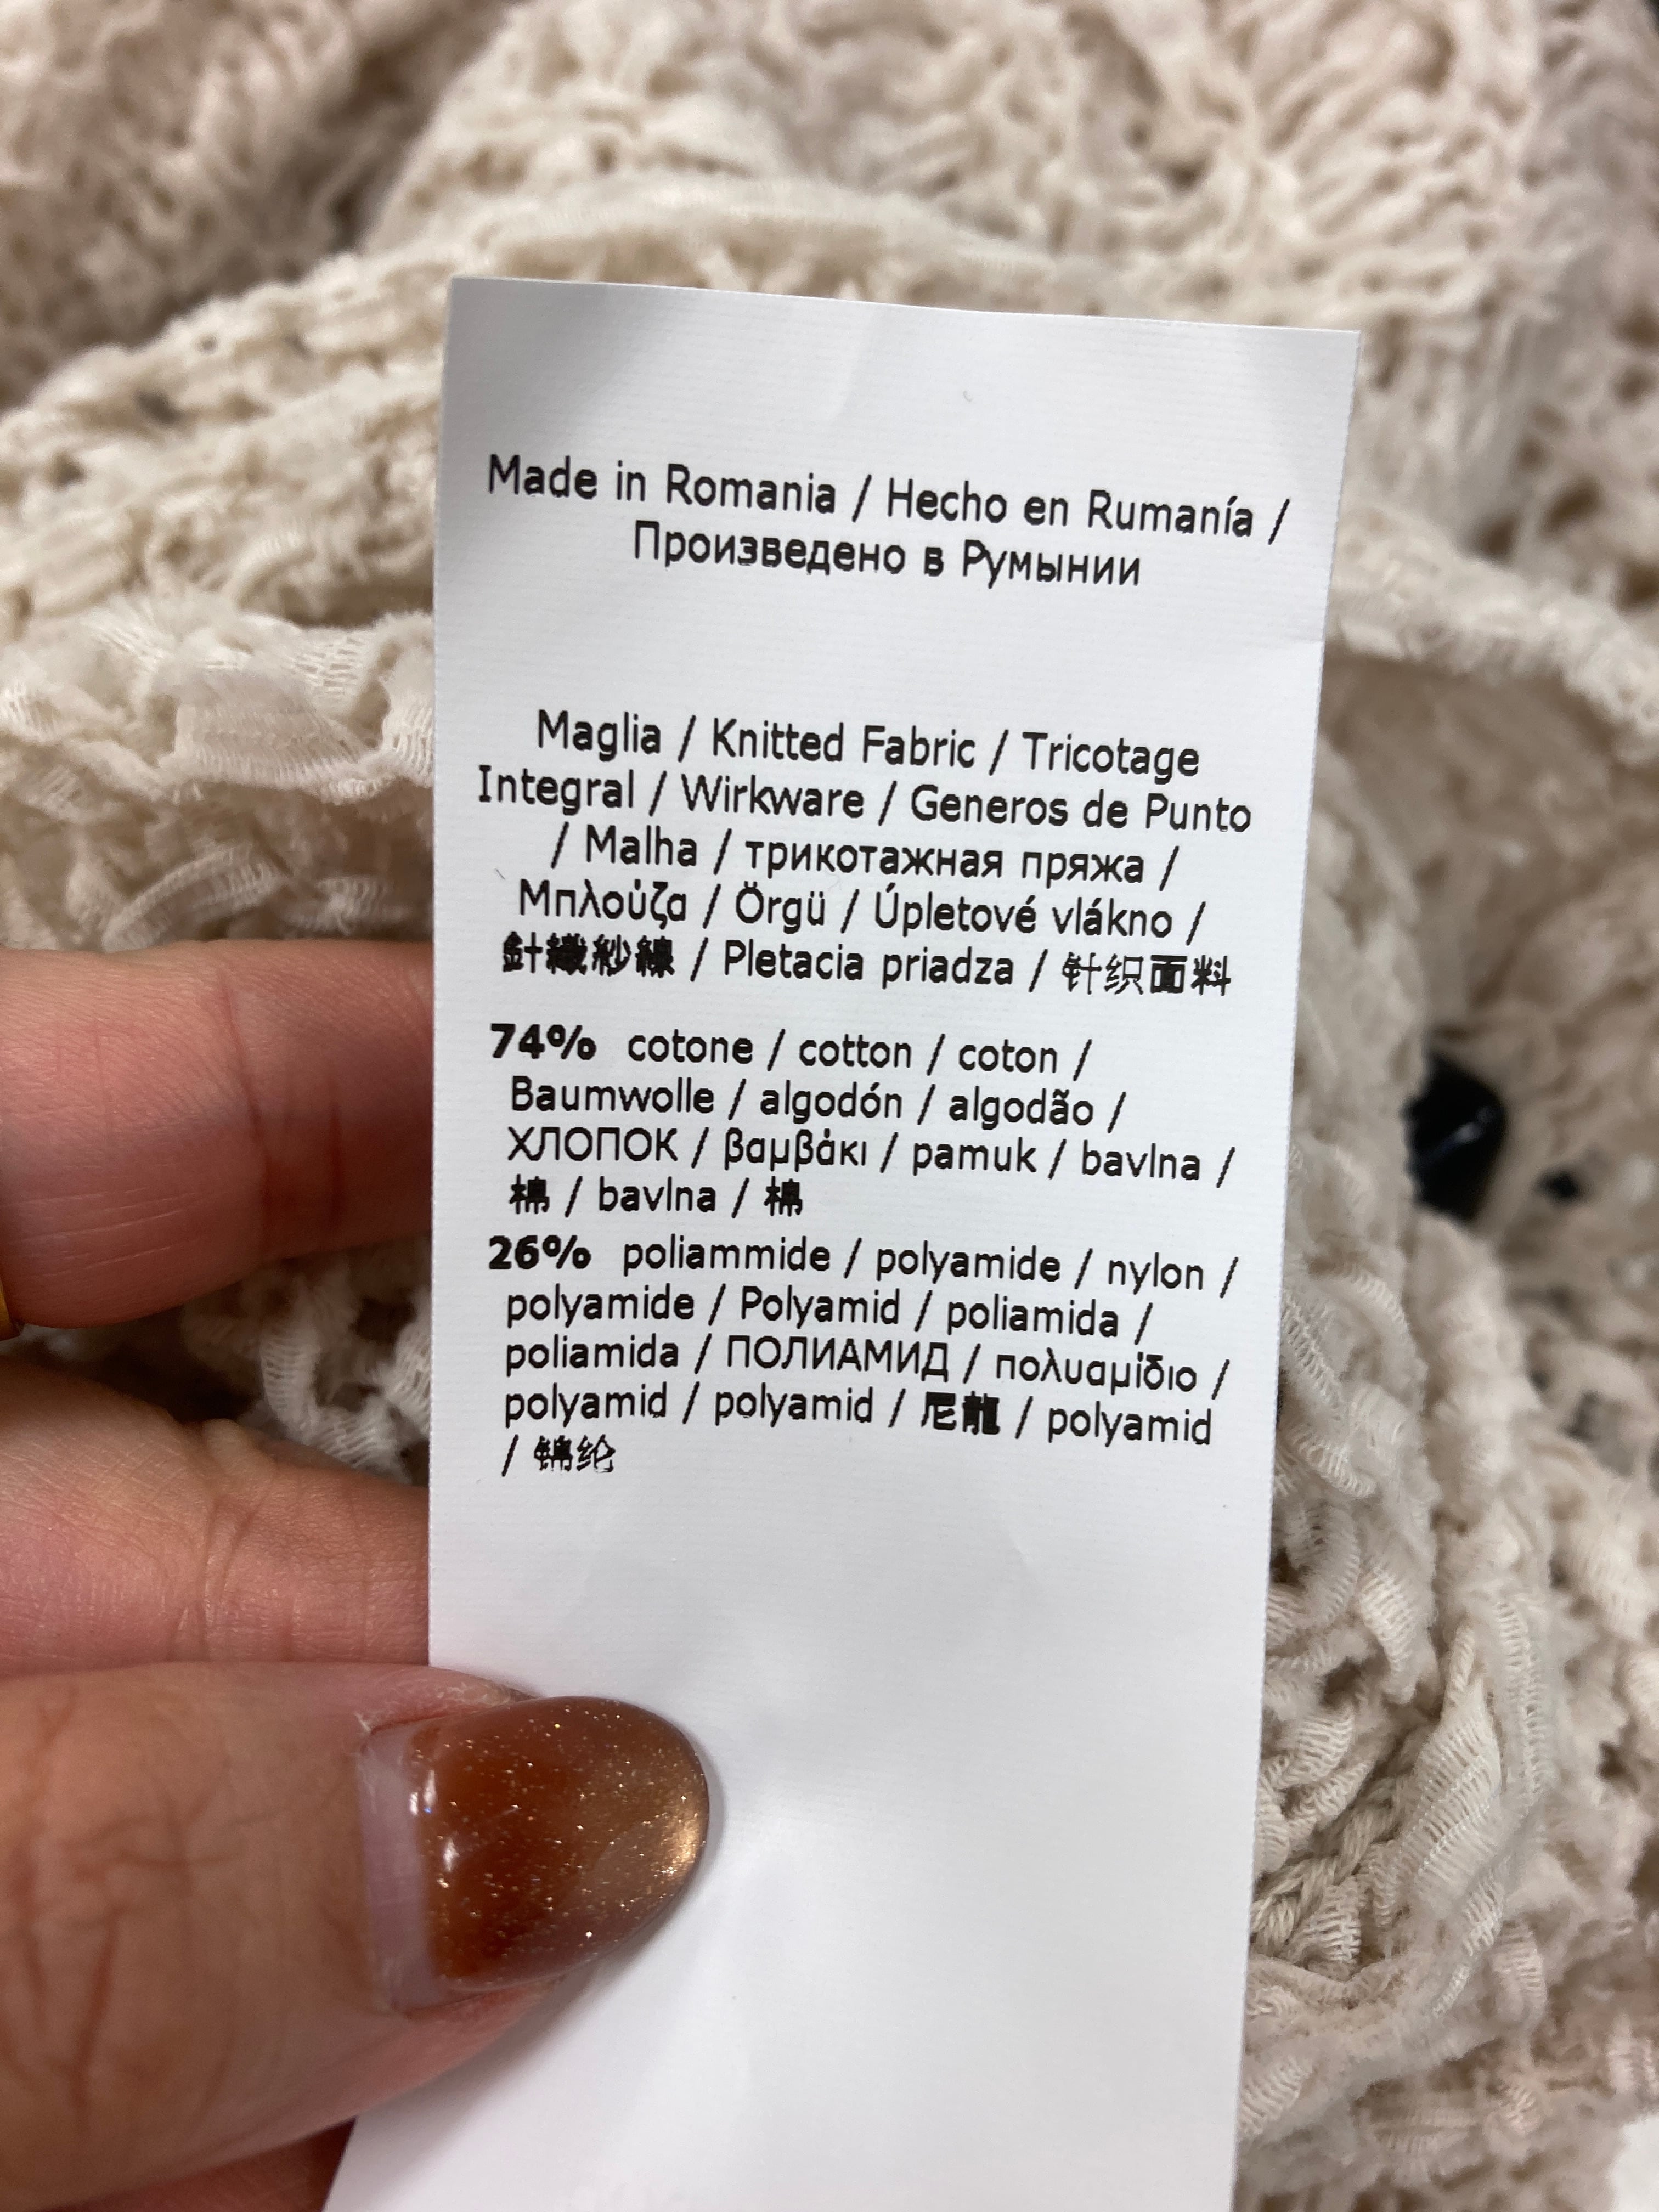 Made in Romania / Hecho en Rumanía /
Произведено в Румынии
Maglia / Knitted Fabric / Tricotage
Integral / Wirkware / Generos de Punto
/ Malha / трикотажная пряжа /
Μπλούζα / Örgü / Úpletové vlákno /
針織紗線 / Pletacia priadza / 针织面料
74% cotone / cotton / coton /
Baumwolle / algodón / algodão /
ХЛОПОК / βαμβάκι / pamuk / bavlna /
棉 / bavlna / 棉
26% poliammide / polyamide / nylon /
polyamide / Polyamid / poliamida /
poliamida / ПОЛИАМИД / πολυαμίδιο /
polyamid / polyamid / 尼龍 / polyamid
/ 锦纶